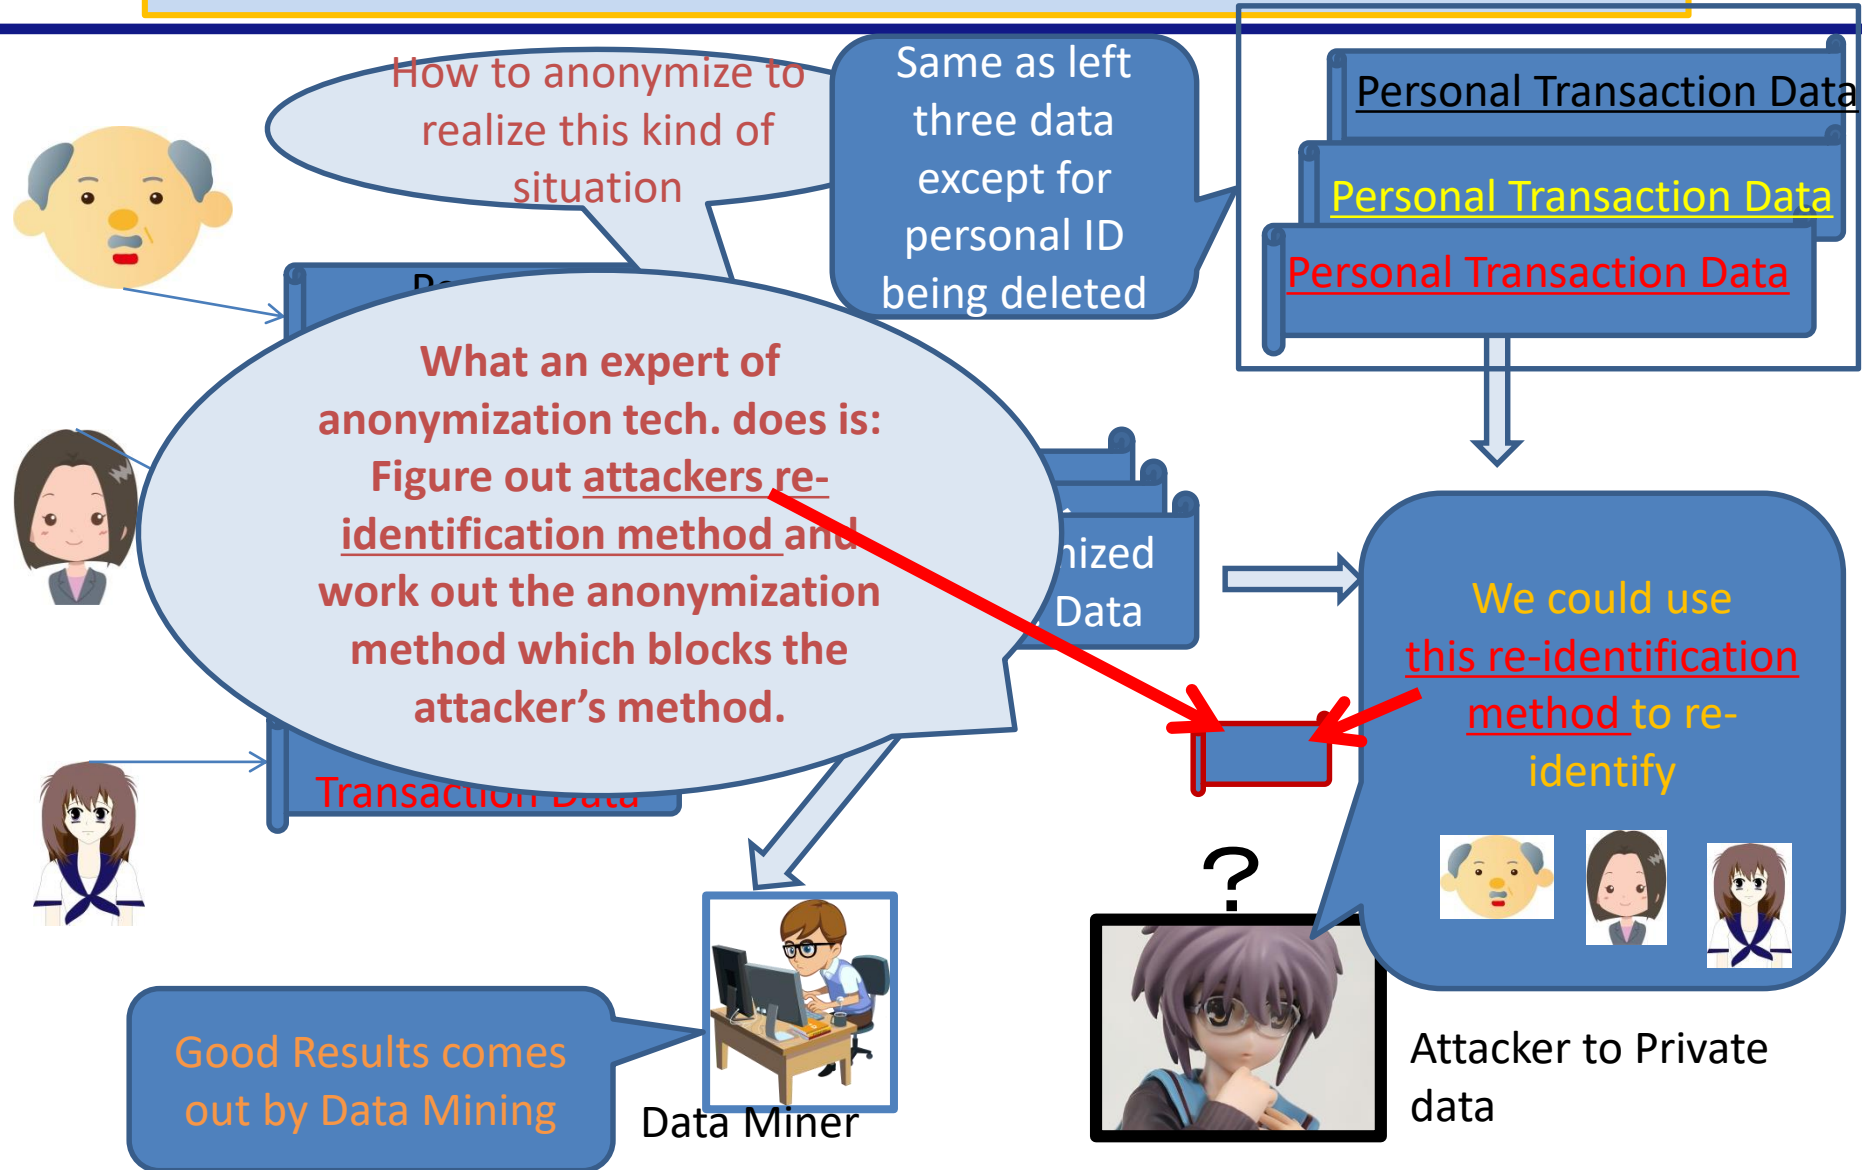 How to anonymize to
realize this kind of
situation
Same as left
three data
except for
personal ID
being deleted
Personal Transaction Data
Personal Transaction Data
Personal Transaction Data
What an expert of
anonymization tech. does is:
Figure out attackers re-
identification method and
work out the anonymization
method which blocks the
attacker’s method.
Data
Transaction Data
We could use
this re-identification
method to re-
identify
?
Good Results comes
out by Data Mining
Data Miner
Attacker to Private
data